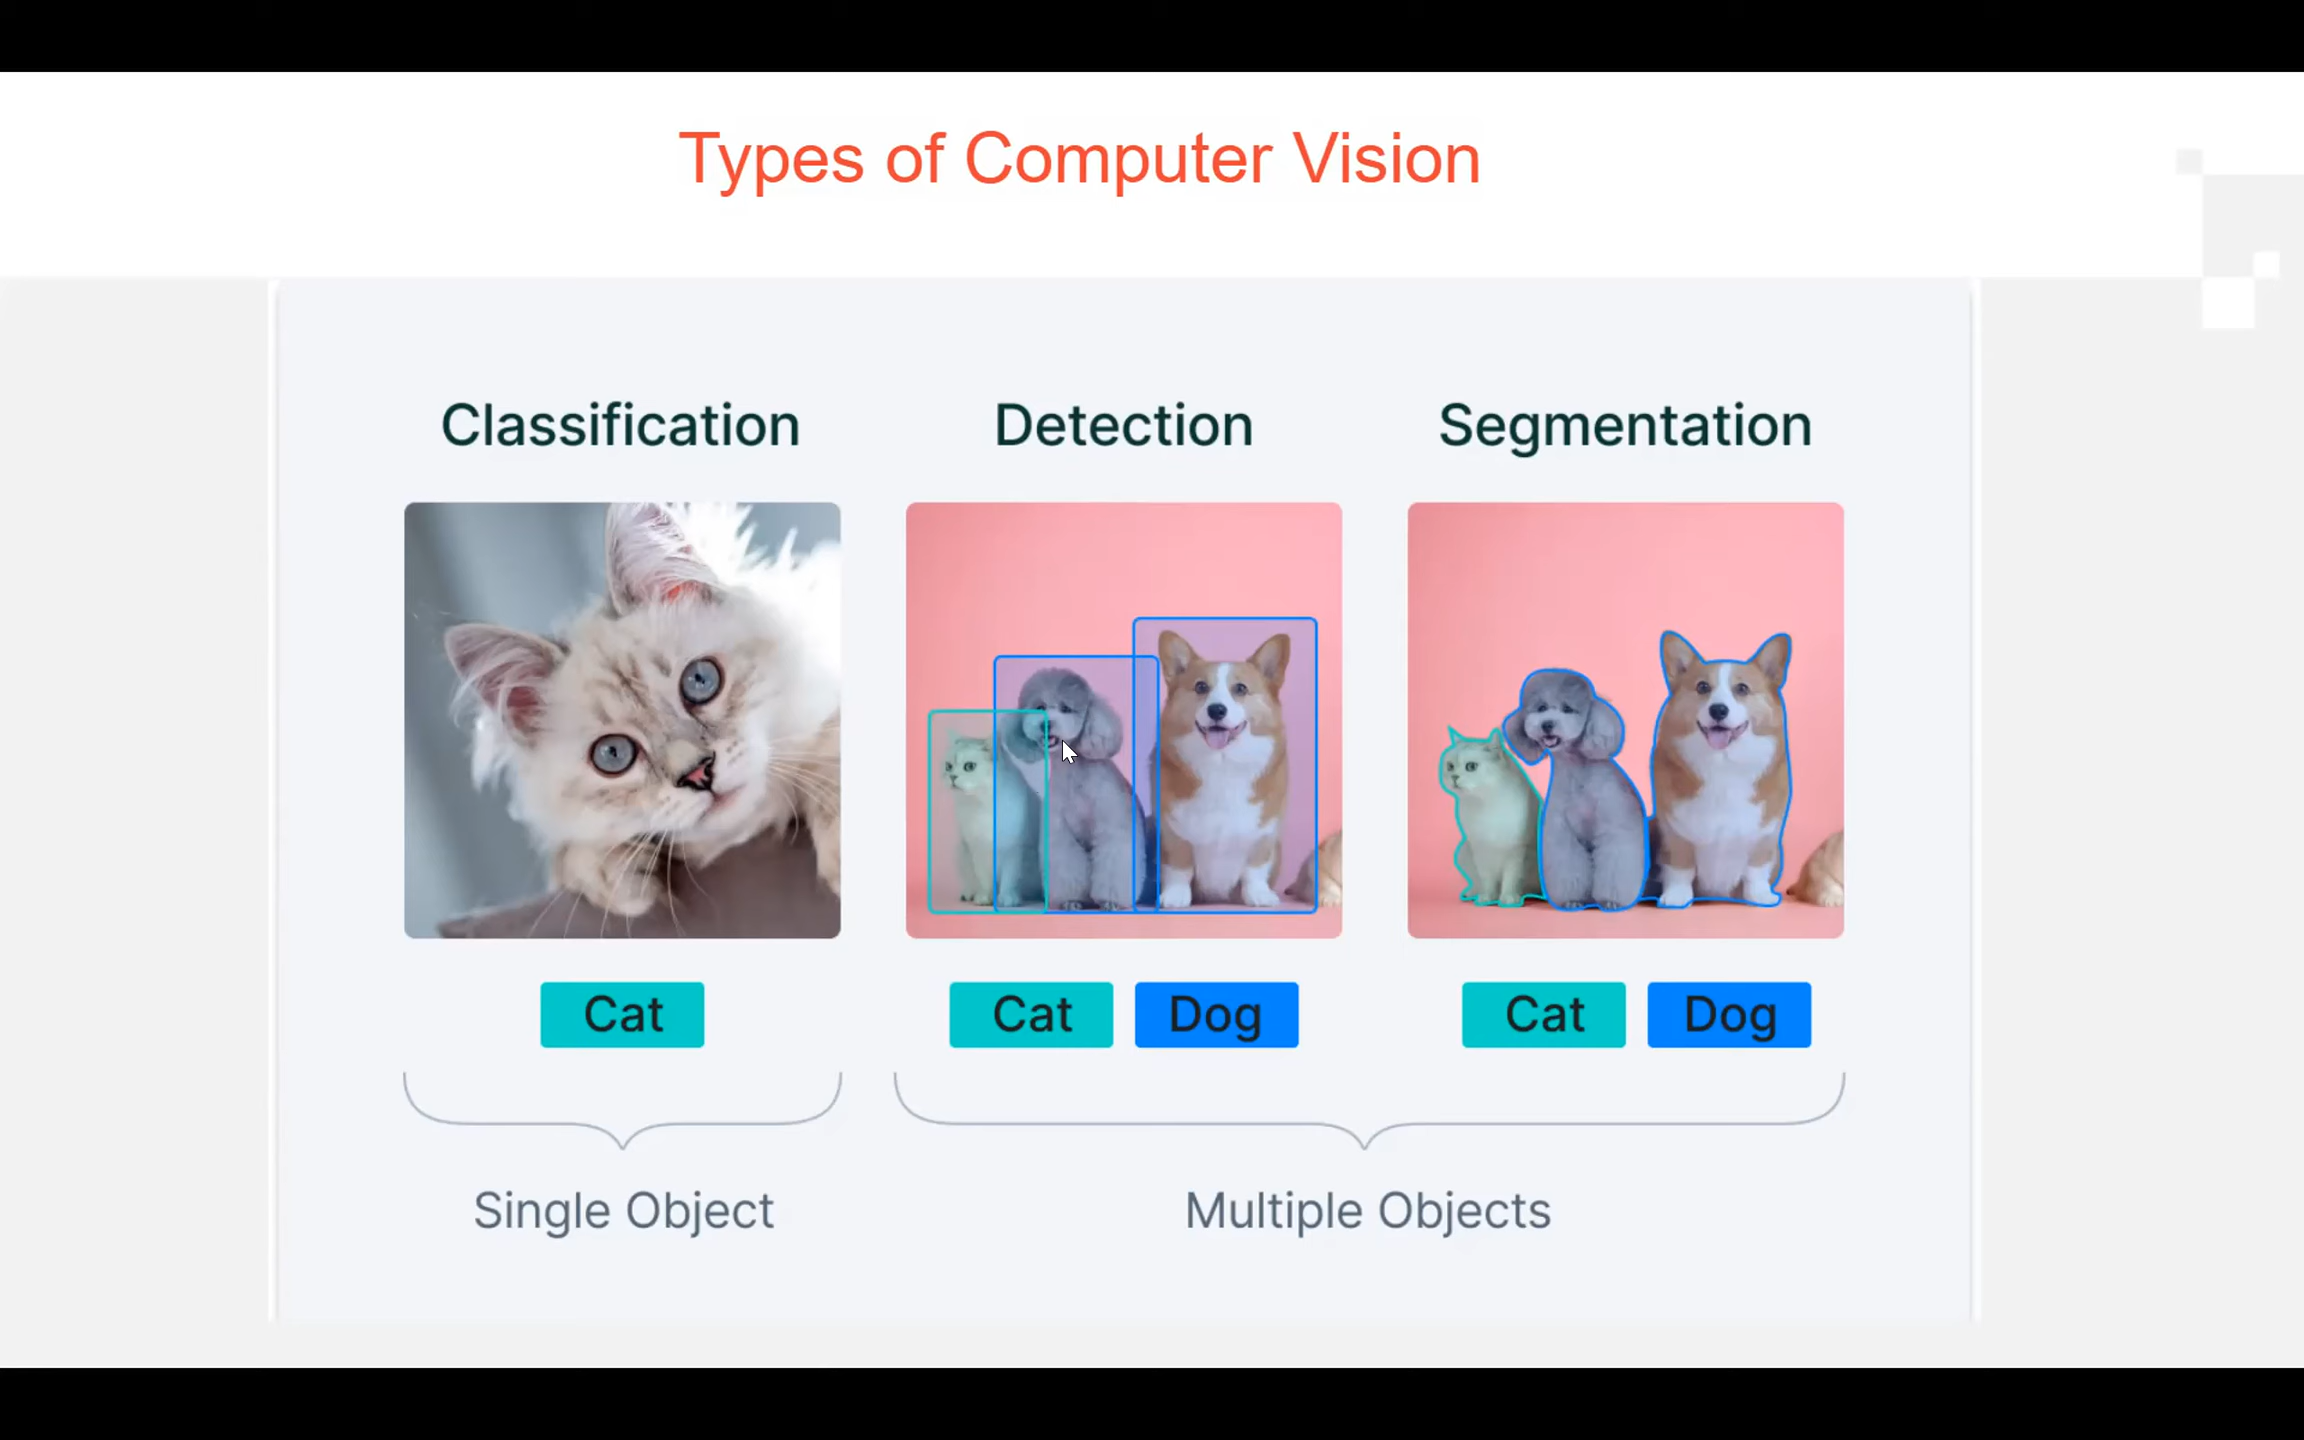 Types of Computer Vision
Classification
Detection
Segmentation
Cat
Cat
Dog
Cat
Dog
Single Object
Multiple Objects